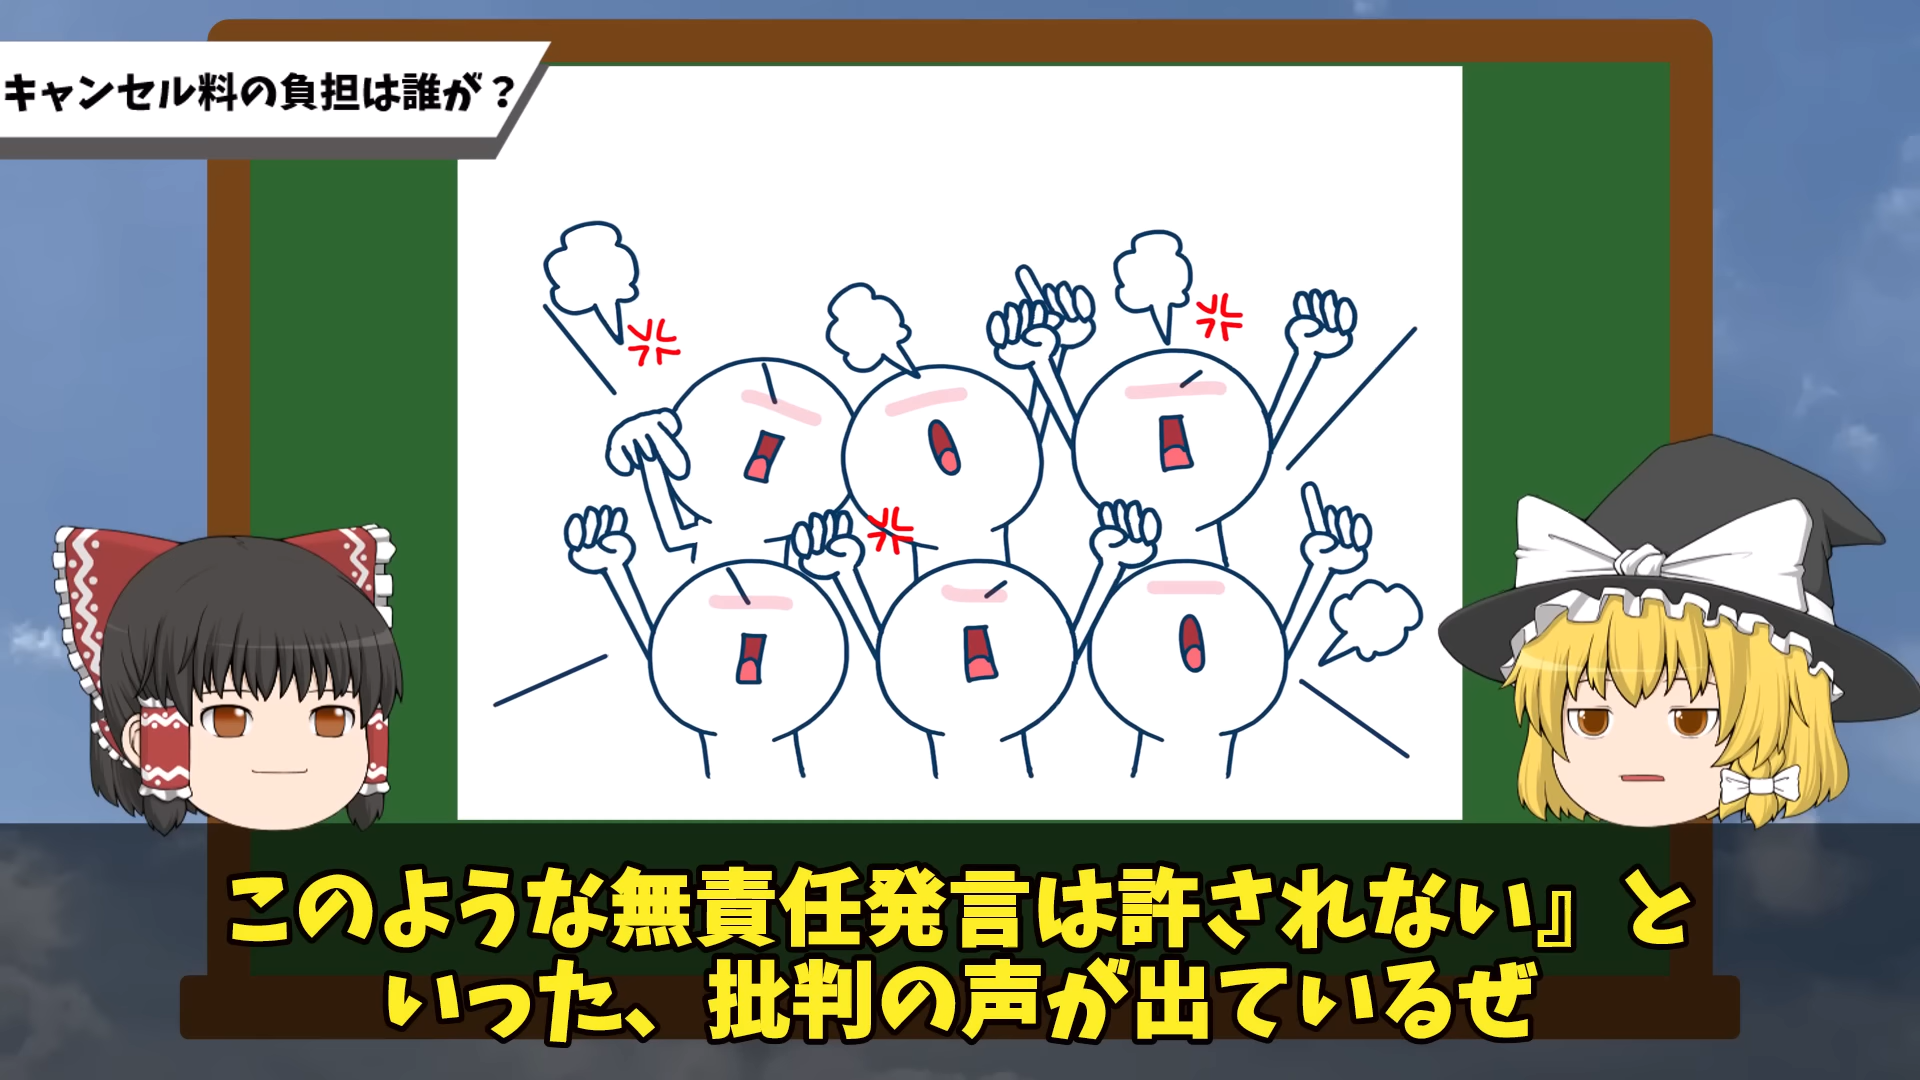 キャンセル料の負担は誰が？
このような無責任発言は許されない』と
いった、批判の声が出ているぜ